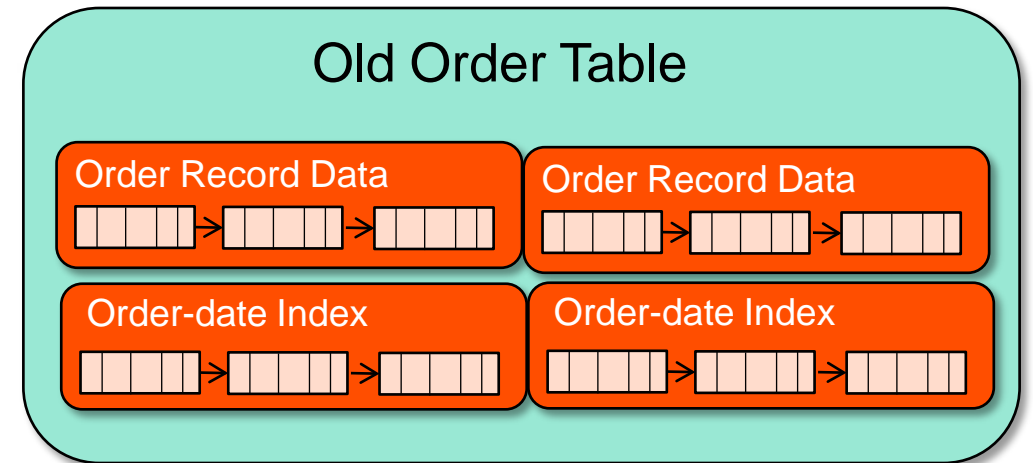 Old Order Table
Order Record Data
Order Record Data
Order-date Index
Order-date Index